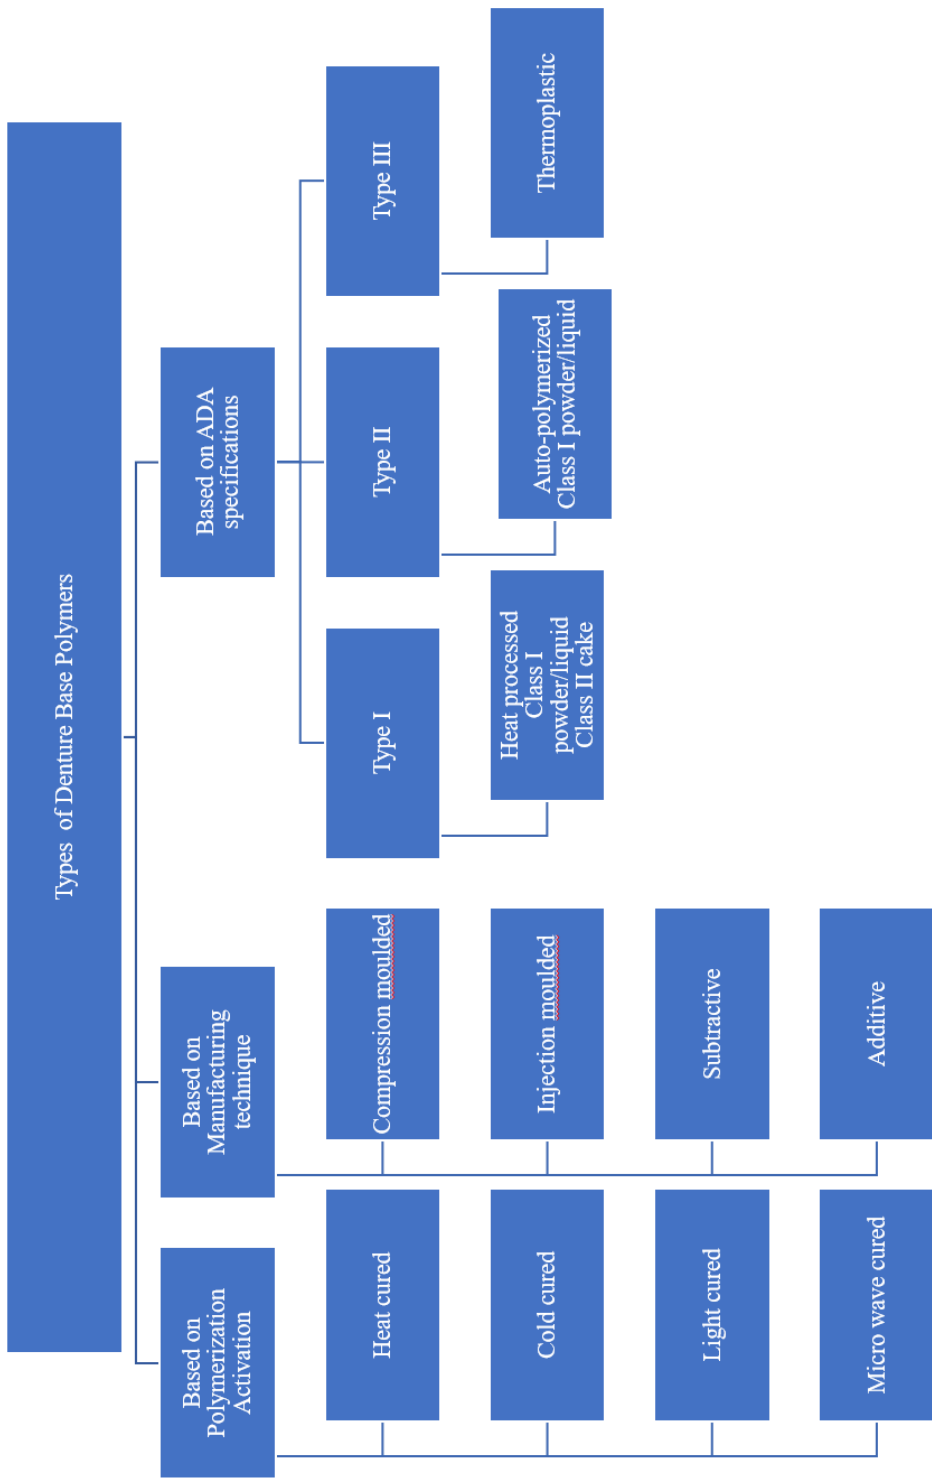 Types  of Denture Base Polymers
Based on
Polymerization
Activation
Heat cured
Cold cured
Light cured
Micro wave cured
Based on
Manufacturing
technique
Compression moulded
Injection moulded
Subtractive
Additive
Based on ADA
specifications
Type I
Heat processed
Class I
powder/liquid
Class II cake
Type II
Auto-polymerized
Class I powder/liquid
Type III
Thermoplastic